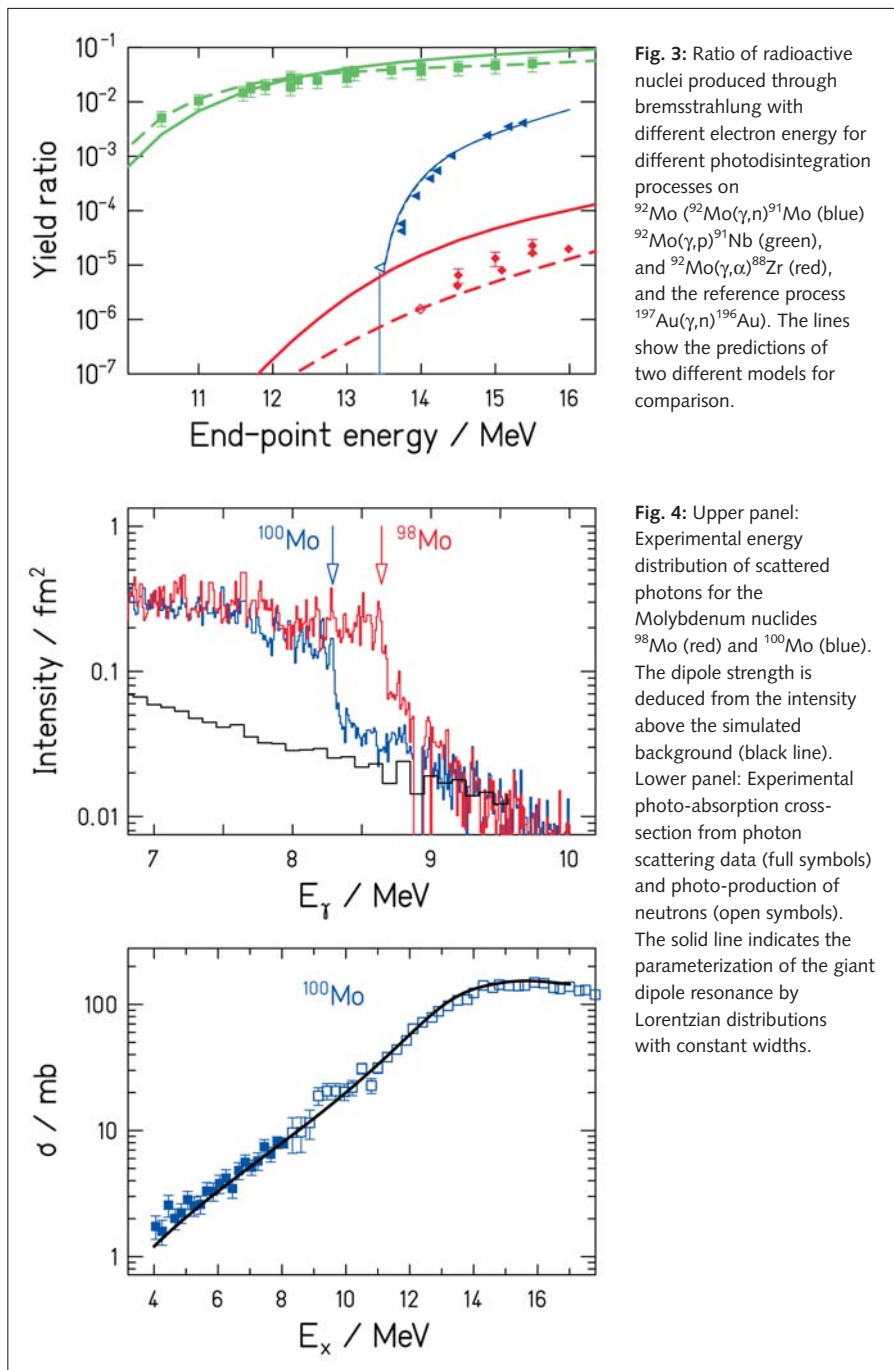 10⁻¹
10⁻²
10⁻³
10⁻⁴
10⁻⁵
10⁻⁶
10⁻⁷
Yield ratio
11 12 13 14 15 16
End-point energy / MeV
Fig. 3: Ratio of radioactive
nuclei produced through
bremsstrahlung with
different electron energy for
different photodisintegration
processes on
⁹²Mo (⁹²Mo(γ,n)⁹¹Mo (blue)
⁹²Mo(γ,p)⁹¹Nb (green),
and ⁹²Mo(γ,α)⁸⁸Zr (red),
and the reference process
¹⁹⁷Au(γ,n)¹⁹⁶Au). The lines
show the predictions of
two different models for
comparison.
¹⁰⁰Mo ⁹⁸Mo
1
0.1
0.01
Intensity / fm²
7 8 9 10
Eγ / MeV
¹⁰⁰Mo
100
10
1
σ / mb
4 6 8 10 12 14 16
Eₓ / MeV
Fig. 4: Upper panel:
Experimental energy
distribution of scattered
photons for the
Molybdenum nuclides
⁹⁸Mo (red) and ¹⁰⁰Mo (blue).
The dipole strength is
deduced from the intensity
above the simulated
background (black line).
Lower panel: Experimental
photo-absorption cross-
section from photon
scattering data (full symbols)
and photo-production of
neutrons (open symbols).
The solid line indicates the
parameterization of the giant
dipole resonance by
Lorentzian distributions
with constant widths.